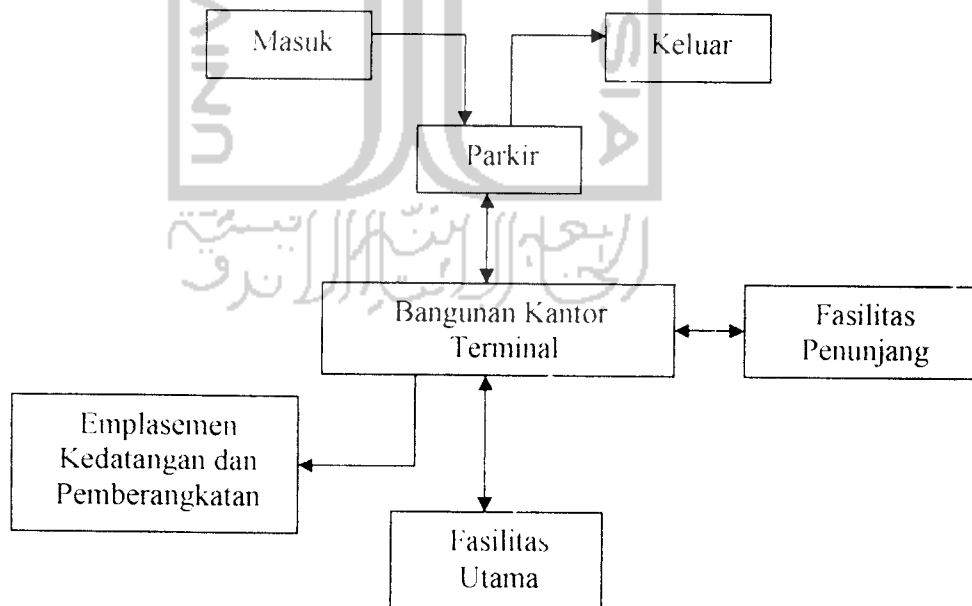 Masuk
Keluar
Parkir
Bangunan Kantor
Terminal
Fasilitas
Penunjang
Emplasemen
Kedatangan dan
Pemberangkatan
Fasilitas
Utama